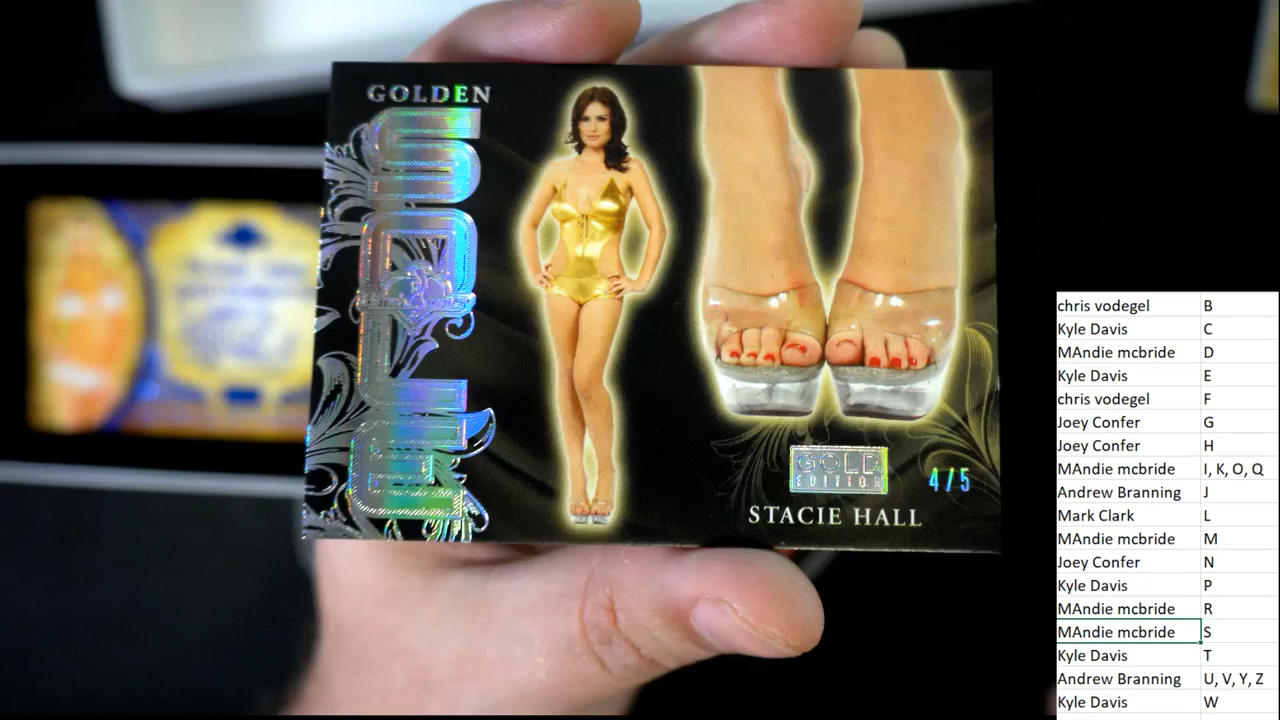 GOLDEN
SOLE
GOLD
EDITION
4/5
STACIE HALL
chris vodegel B
Kyle Davis C
MAndie mcbride D
Kyle Davis E
chris vodegel F
Joey Confer G
Joey Confer H
MAndie mcbride I, K, O, Q
Andrew Branning J
Mark Clark L
MAndie mcbride M
Joey Confer N
Kyle Davis P
MAndie mcbride R
MAndie mcbride S
Kyle Davis T
Andrew Branning U, V, Y, Z
Kyle Davis W